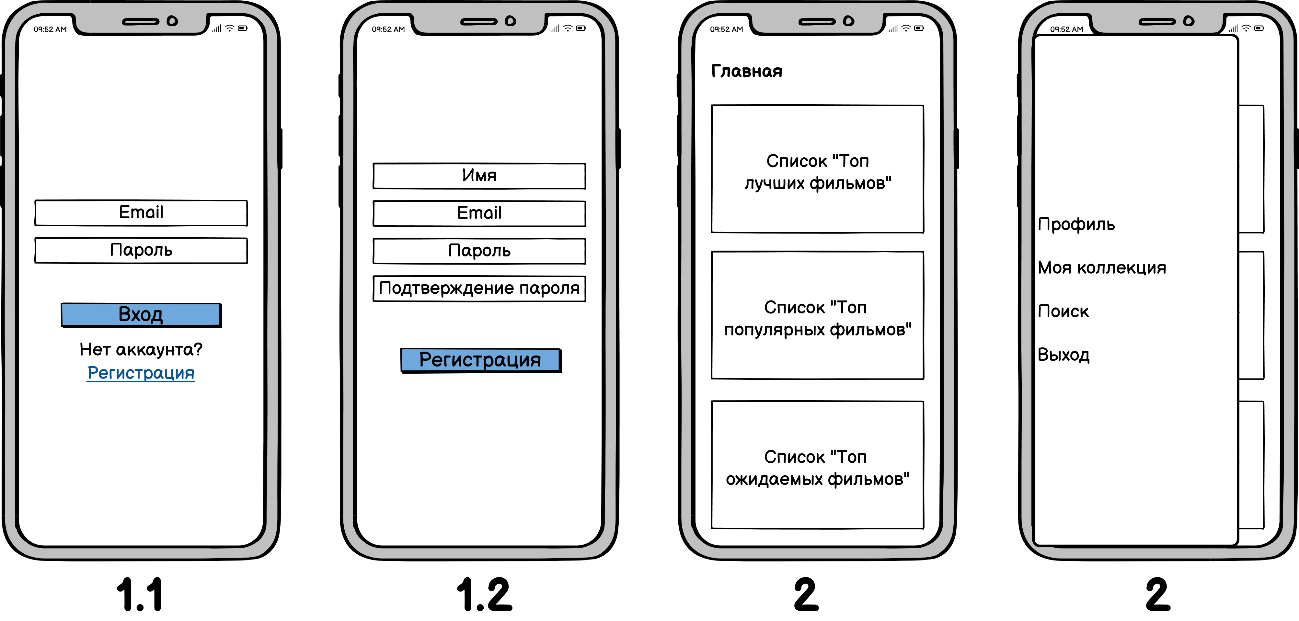 09:52 AM
Email
Пароль
Вход
Нет аккаунта?
Регистрация
1.1
09:52 AM
Имя
Email
Пароль
Подтверждение пароля
Регистрация
1.2
09:52 AM
Главная
Список "Топ
лучших фильмов"
Список "Топ
популярных фильмов"
Список "Топ
ожидаемых фильмов"
2
09:52 AM
Профиль
Моя коллекция
Поиск
Выход
2